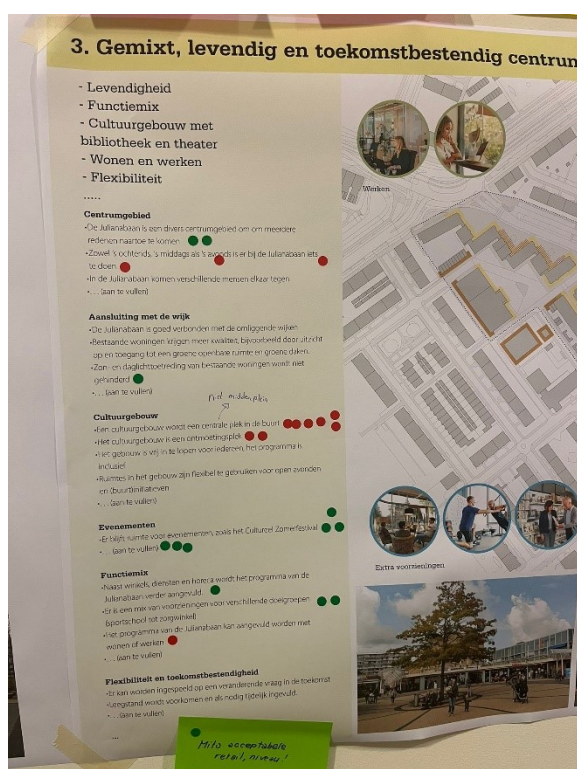 3. Gemixt, levendig en toekomstbestendig centrum
- Levendigheid
- Functiemix
- Cultuurgebouw met
bibliotheek en theater
- Wonen en werken
- Flexibiliteit
.....
Werken
Centrumgebied
•De Julianabaan is een divers centrumgebied om om meerdere
redenen naartoe te komen
•Zowel 's ochtends, 's middags als 's avonds is er bij de Julianabaan iets
te doen
•In de Julianabaan komen verschillende mensen elkaar tegen
•... (aan te vullen)
Aansluiting met de wijk
•De Julianabaan is goed verbonden met de omliggende wijken
•Bestaande woningen krijgen meer kwaliteit, bijvoorbeeld door uitzicht
op en toegang tot een groene openbare ruimte en groene daken.
•Zon- en daglichttoetreding van bestaande woningen wordt niet
gehinderd
•... (aan te vullen)
niet midden plein
Cultuurgebouw
•Een cultuurgebouw wordt een centrale plek in de buurt
•Het cultuurgebouw is een ontmoetingsplek
•Het gebouw is vrij in te lopen voor iedereen, het programma is
inclusief
•Ruimtes in het gebouw zijn flexibel te gebruiken voor open avonden
en (buurt)initiatieven
•... (aan te vullen)
Evenementen
•Er blijft ruimte voor evenementen, zoals het Cultureel Zomerfestival
•... (aan te vullen)
Extra voorzieningen
Functiemix
•Naast winkels, diensten en horeca wordt het programma van de
Julianabaan verder aangevuld.
•Er is een mix van voorzieningen voor verschillende doelgroepen
(sportschool tot zorgwinkel)
•Het programma van de Julianabaan kan aangevuld worden met
wonen of werken
•... (aan te vullen)
Flexibiliteit en toekomstbestendigheid
•Er kan worden ingespeeld op een veranderende vraag in de toekomst
•Leegstand wordt voorkomen en als nodig tijdelijk ingevuld.
•... (aan te vullen)
...
Mits acceptabele
retail, niveau!